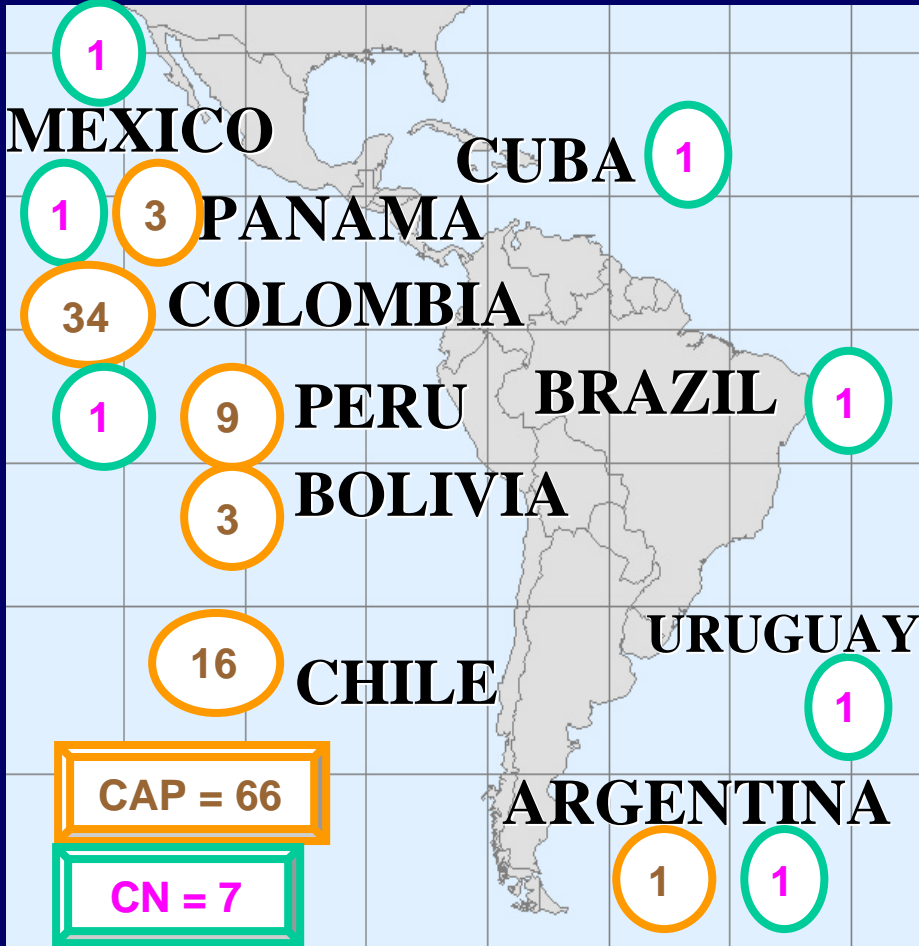 1
MEXICO
CUBA 1
1 3 PANAMA
34 COLOMBIA
1 9 PERU
BRAZIL 1
3 BOLIVIA
16 CHILE
URUGUAY
1
CAP = 66
ARGENTINA
1 1
CN = 7